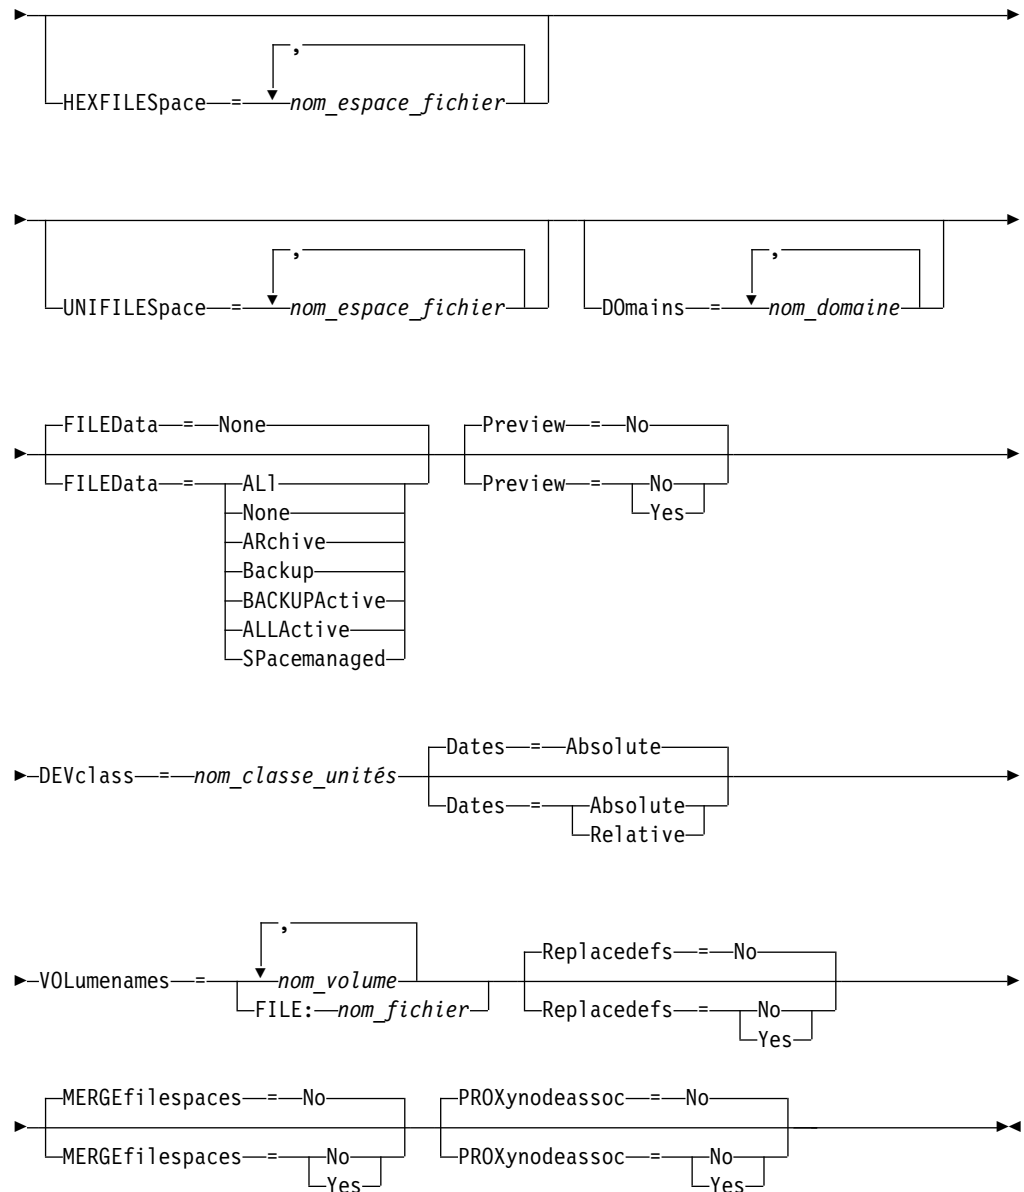 ,
HEXFILESpace = nom_espace_fichier
, ,
UNIFILESpace = nom_espace_fichier DOmains = nom_domaine
FILEData = None Preview = No
FILEData = ALl Preview = No
None Yes
ARchive
Backup
BACKUPActive
ALLActive
SPacemanaged
Dates = Absolute
DEVclass = nom_classe_unités
Dates = Absolute
Relative
,
Replacedefs = No
VOLumenames = nom_volume
FILE: nom_fichier Replacedefs = No
Yes
MERGEfilespaces = No PROXynodeassoc = No
MERGEfilespaces = No PROXynodeassoc = No
Yes Yes